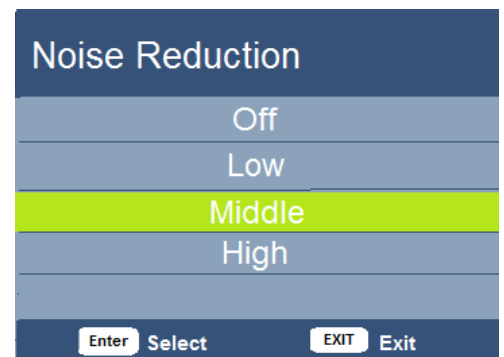 Noise Reduction
Off
Low
Middle
High
Enter Select EXIT Exit